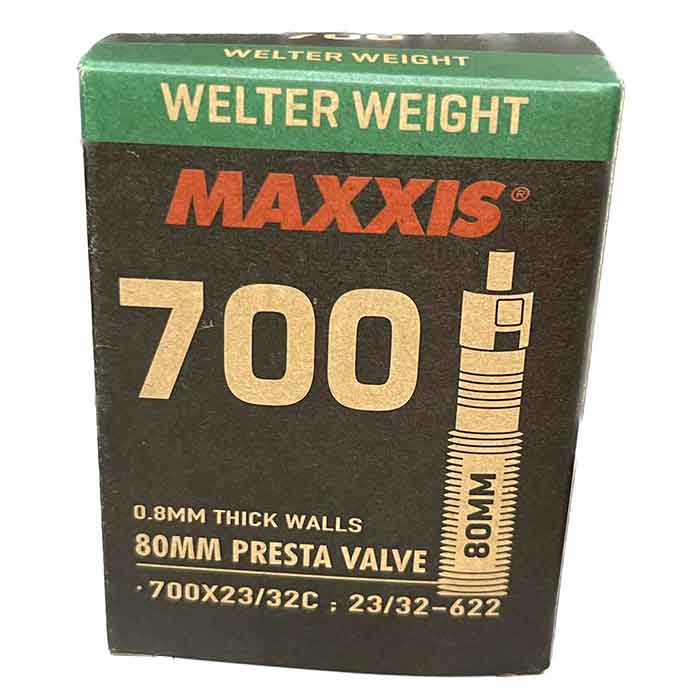 700
WELTER WEIGHT
WELTER WEIGHT
MAXXIS®
700
80MM
0.8MM THICK WALLS
80MM PRESTA VALVE
·700X23/32C ; 23/32-622